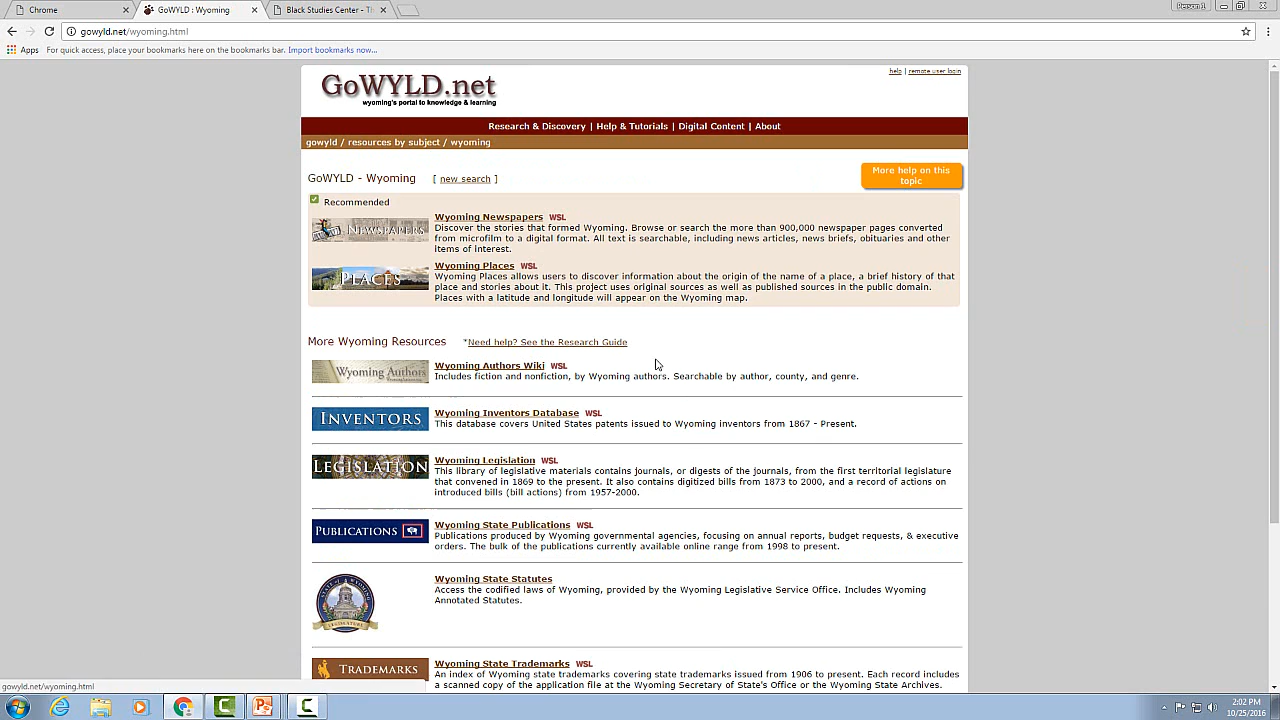 Chrome
GoWYLD : Wyoming
Black Studies Center - Th
Person 1
gowyld.net/wyoming.html
Apps
For quick access, place your bookmarks here on the bookmarks bar. Import bookmarks now...
help | remote user login
GoWYLD.net
wyoming's portal to knowledge & learning
Research & Discovery | Help & Tutorials | Digital Content | About
gowyld / resources by subject / wyoming
More help on this
topic
GoWYLD - Wyoming [ new search ]
Recommended
NEWSPAPERS
Wyoming Newspapers WSL
Discover the stories that formed Wyoming. Browse or search the more than 900,000 newspaper pages converted
from microfilm to a digital format. All text is searchable, including news articles, news briefs, obituaries and other
items of interest.
PLACES
Wyoming Places WSL
Wyoming Places allows users to discover information about the origin of the name of a place, a brief history of that
place and stories about it. This project uses original sources as well as published sources in the public domain.
Places with a latitude and longitude will appear on the Wyoming map.
More Wyoming Resources *Need help? See the Research Guide
Wyoming Authors
Wyoming Authors Wiki WSL
Includes fiction and nonfiction, by Wyoming authors. Searchable by author, county, and genre.
INVENTORS
Wyoming Inventors Database WSL
This database covers United States patents issued to Wyoming inventors from 1867 - Present.
LEGISLATION
Wyoming Legislation WSL
This library of legislative materials contains journals, or digests of the journals, from the first territorial legislature
that convened in 1869 to the present. It also contains digitized bills from 1873 to 2000, and a record of actions on
introduced bills (bill actions) from 1957-2000.
PUBLICATIONS
Wyoming State Publications WSL
Publications produced by Wyoming governmental agencies, focusing on annual reports, budget requests, & executive
orders. The bulk of the publications currently available online range from 1998 to present.
Wyoming State Statutes
Access the codified laws of Wyoming, provided by the Wyoming Legislative Service Office. Includes Wyoming
Annotated Statutes.
LEGISLATURE
TRADEMARKS
Wyoming State Trademarks WSL
An index of Wyoming state trademarks covering state trademarks issued from 1906 to present. Each record includes
a scanned copy of the application file at the Wyoming Secretary of State's Office or the Wyoming State Archives.
gowyld.net/wyoming.html
2:02 PM
10/25/2016